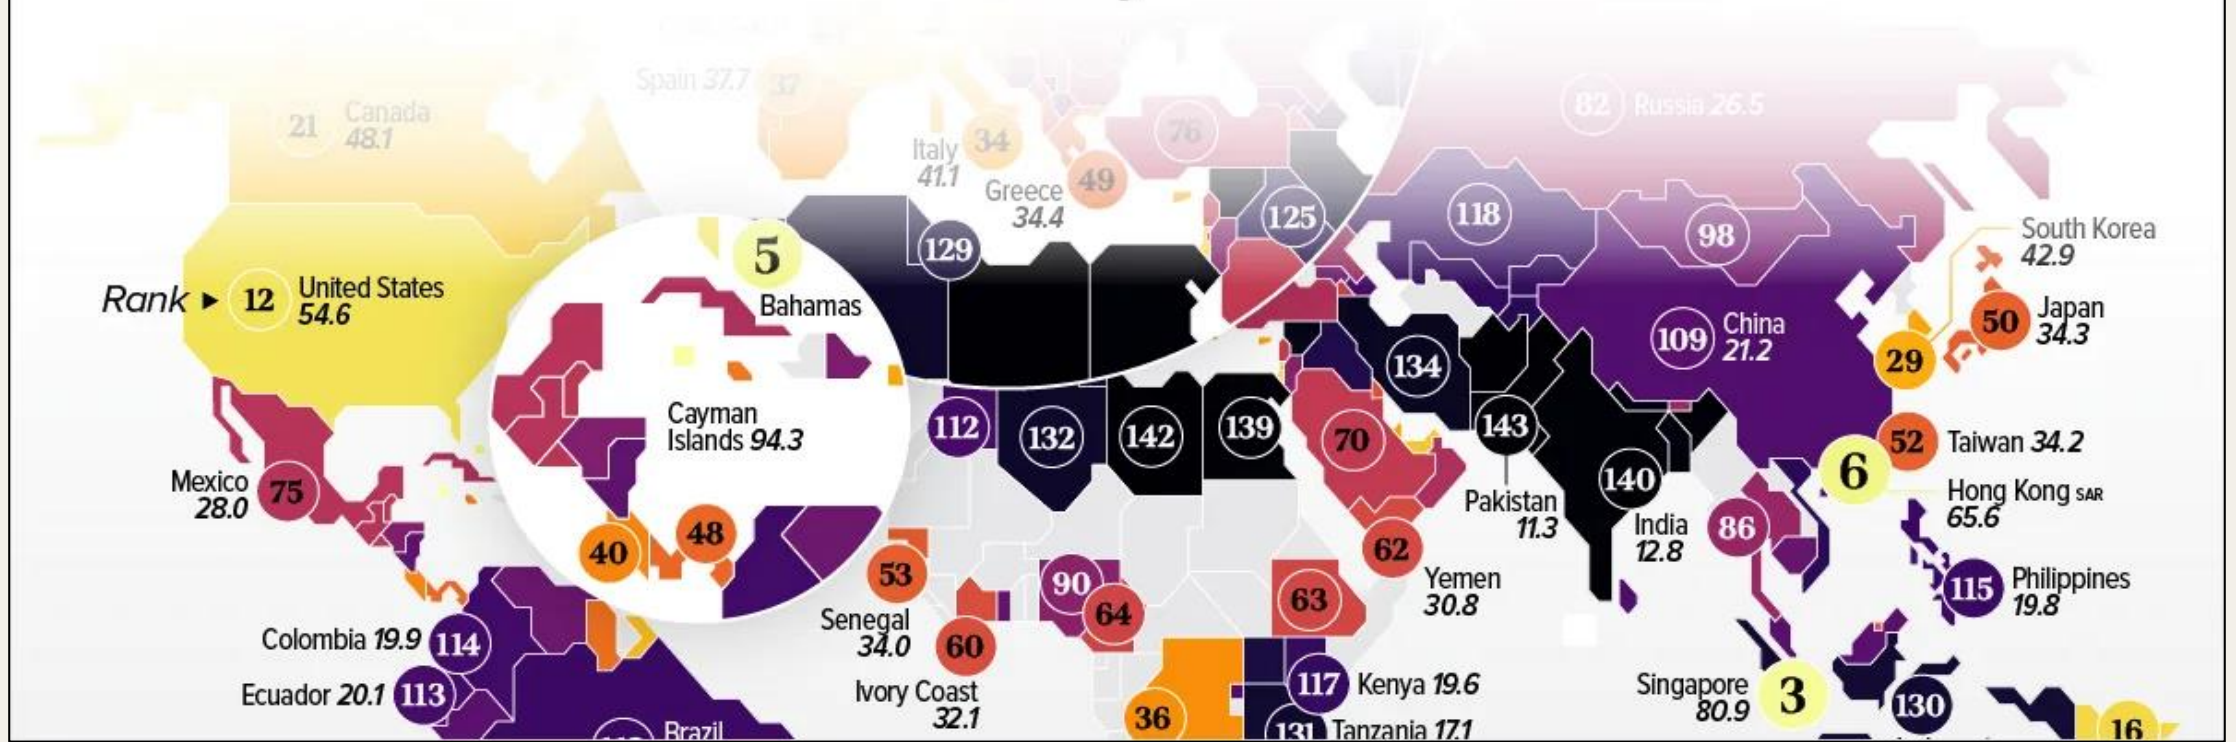 Spain 37.7 37
21 Canada
48.1
82 Russia 26.5
Italy 34
41.1
76
Greece 49
34.4
125
118
98
129
5
Bahamas
South Korea
42.9
Rank ▸ 12 United States
54.6
50 Japan
34.3
109 China
21.2
29
134
Cayman
Islands 94.3
112
132
142
139
70
143
52 Taiwan 34.2
6
Mexico 75
28.0
140
Pakistan
11.3
Hong Kong SAR
65.6
India
12.8
86
40
48
53
62
Yemen
30.8
90
64
63
115 Philippines
19.8
Senegal
34.0
60
Colombia 19.9 114
Ivory Coast
32.1
Ecuador 20.1 113
117 Kenya 19.6
Singapore 3
80.9
130
36
131 Tanzania 17.1
16
Brazil